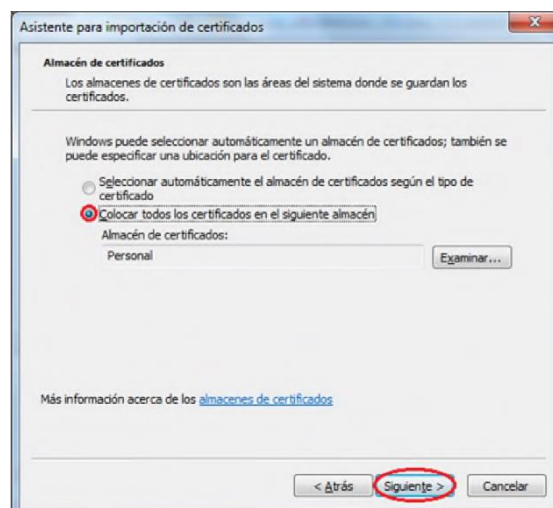 Asistente para importación de certificados
Almacén de certificados
Los almacenes de certificados son las áreas del sistema donde se guardan los
certificados.
Windows puede seleccionar automáticamente un almacén de certificados; también se
puede especificar una ubicación para el certificado.
Seleccionar automáticamente el almacén de certificados según el tipo de
certificado
Colocar todos los certificados en el siguiente almacén
Almacén de certificados:
Personal
Examinar...
Más información acerca de los almacenes de certificados
< Atrás
Siguiente >
Cancelar